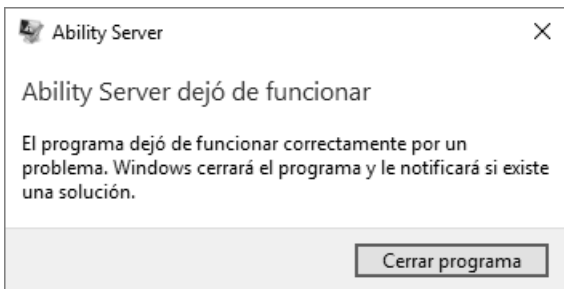 Ability Server
Ability Server dejó de funcionar
El programa dejó de funcionar correctamente por un
problema. Windows cerrará el programa y le notificará si existe
una solución.
Cerrar programa